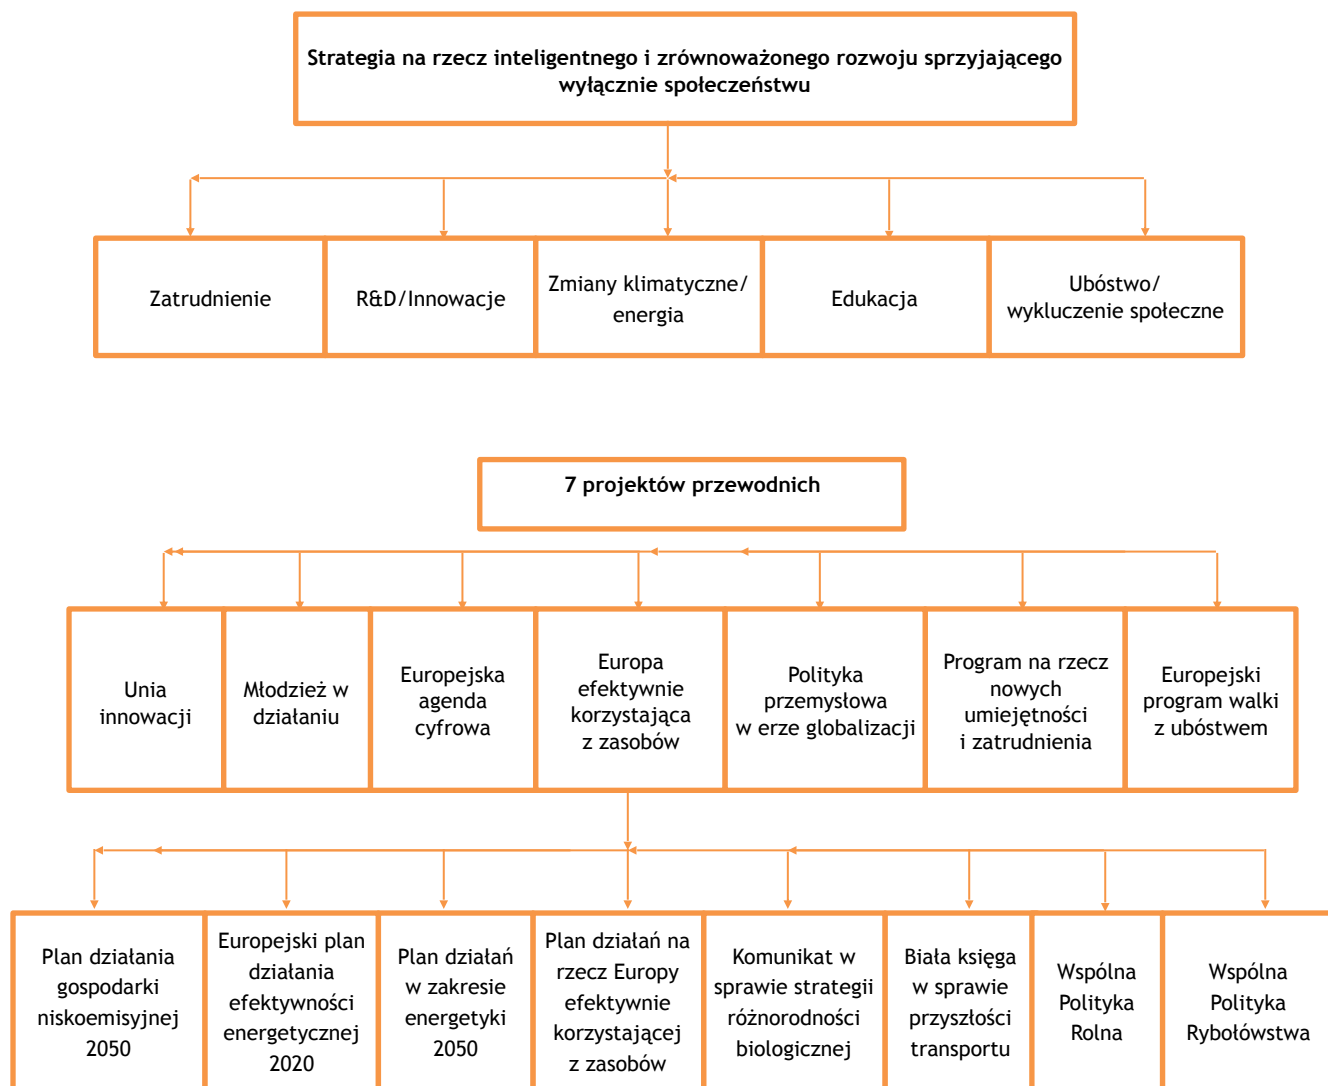 Strategia na rzecz inteligentnego i zrównoważonego rozwoju sprzyjającego
wyłącznie społeczeństwu
Zatrudnienie
R&D/Innowacje
Zmiany klimatyczne/
energia
Edukacja
Ubóstwo/
wykluczenie społeczne
7 projektów przewodnich
Unia
innowacji
Młodzież w
działaniu
Europejska
agenda
cyfrowa
Europa
efektywnie
korzystająca
z zasobów
Polityka
przemysłowa
w erze globalizacji
Program na rzecz
nowych
umiejętności
i zatrudnienia
Europejski
program walki
z ubóstwem
Plan działania
gospodarki
niskoemisyjnej
2050
Europejski plan
działania
efektywności
energetycznej
2020
Plan działań
w zakresie
energetyki
2050
Plan działań na
rzecz Europy
efektywnie
korzystającej
z zasobów
Komunikat w
sprawie strategii
różnorodności
biologicznej
Biała księga
w sprawie
przyszłości
transportu
Wspólna
Polityka
Rolna
Wspólna
Polityka
Rybołówstwa